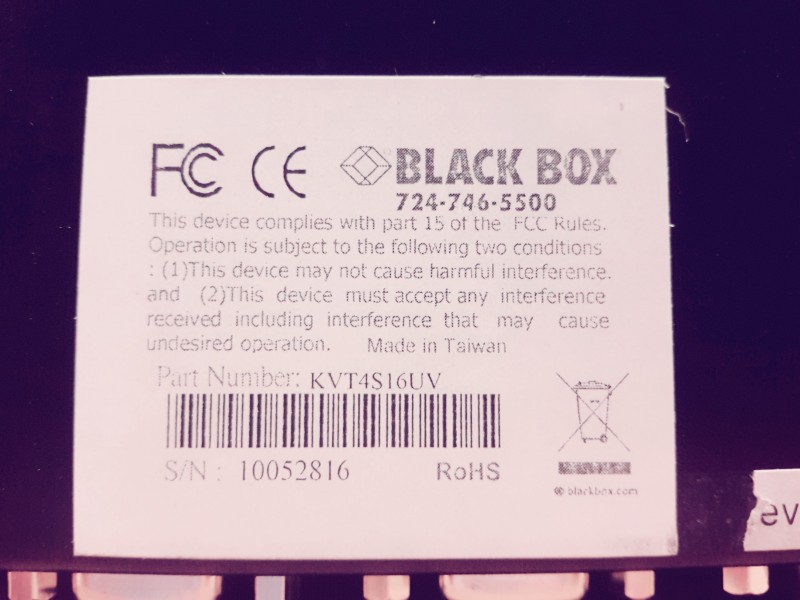 FC CE BLACK BOX
724-746-5500
This device complies with part 15 of the FCC Rules.
Operation is subject to the following two conditions
: (1)This device may not cause harmful interference.
and (2)This device must accept any interference
received including interference that may cause
undesired operation. Made in Taiwan
Part Number: KVT4S16UV
S/N : 10052816 RoHS
blackbox.com
ev